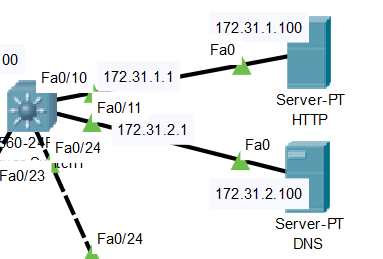 172.31.1.100
00
Fa0
Fa0/10
172.31.1.1
Fa0/11
Server-PT
HTTP
172.31.2.1
Fa0/24
Fa0
Fa0/23
172.31.2.100
Server-PT
DNS
Fa0/24